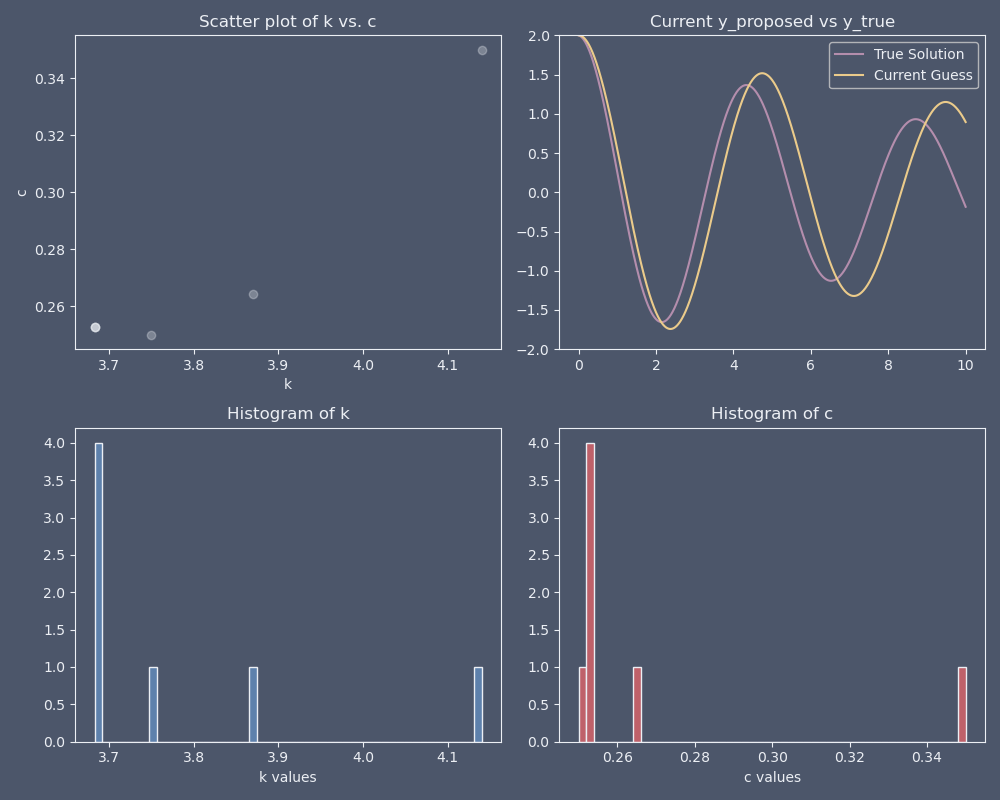 Scatter plot of k vs. c
0.34
0.32
0.30
0.28
0.26
c
3.7 3.8 3.9 4.0 4.1
k
Current y_proposed vs y_true
True Solution
Current Guess
2.0
1.5
1.0
0.5
0.0
−0.5
−1.0
−1.5
−2.0
0 2 4 6 8 10
Histogram of k
4.0
3.5
3.0
2.5
2.0
1.5
1.0
0.5
0.0
3.7 3.8 3.9 4.0 4.1
k values
Histogram of c
4.0
3.5
3.0
2.5
2.0
1.5
1.0
0.5
0.0
0.26 0.28 0.30 0.32 0.34
c values